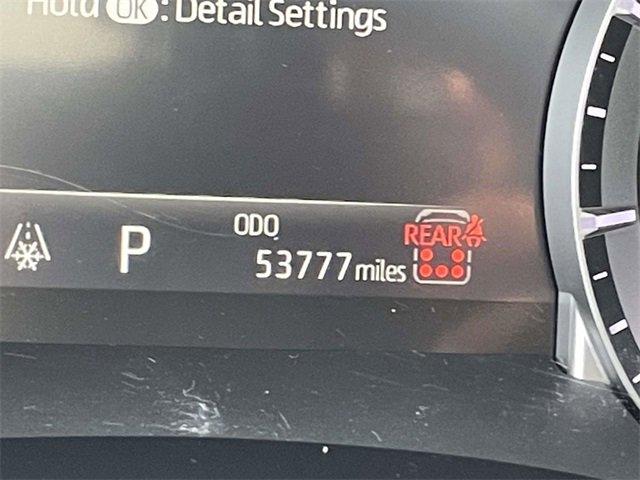 Hold OK : Detail Settings
P
ODO
53777 miles
REAR